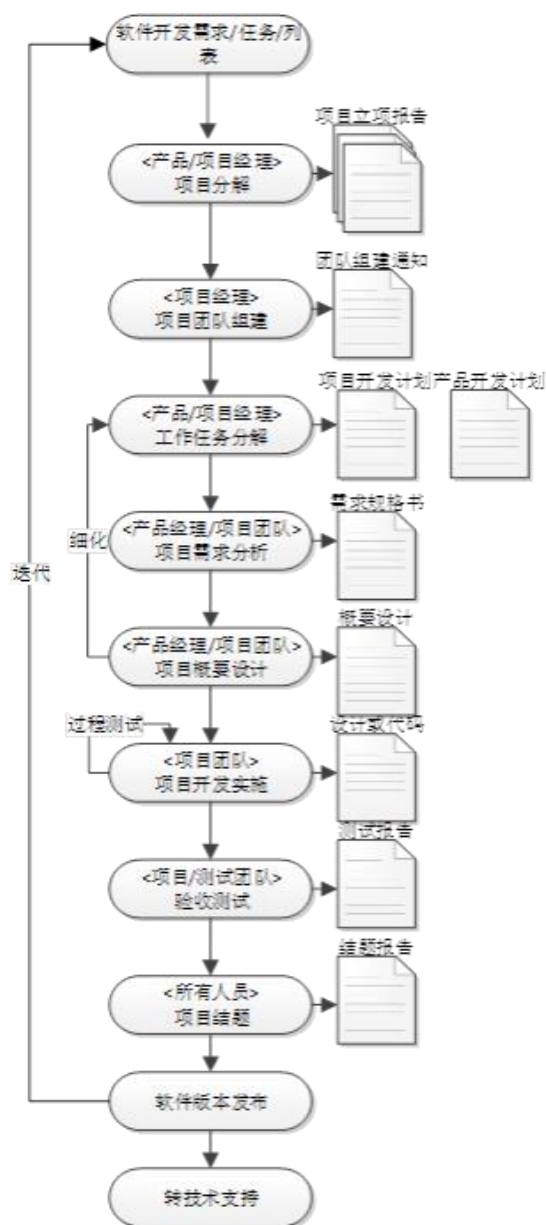 软件开发需求/任务/列
表
项目立项报告
<产品/项目经理>
项目分解
团队组建通知
<项目经理>
项目团队组建
项目开发计划
产品开发计划
<产品/项目经理>
工作任务分解
需求规格书
细化
<产品经理/项目团队>
项目需求分析
迭代
概要设计
<产品经理/项目团队>
项目概要设计
过程测试
设计或代码
<项目团队>
项目开发实施
测试报告
<项目/测试团队>
验收测试
结题报告
<所有人员>
项目结题
软件版本发布
转技术支持